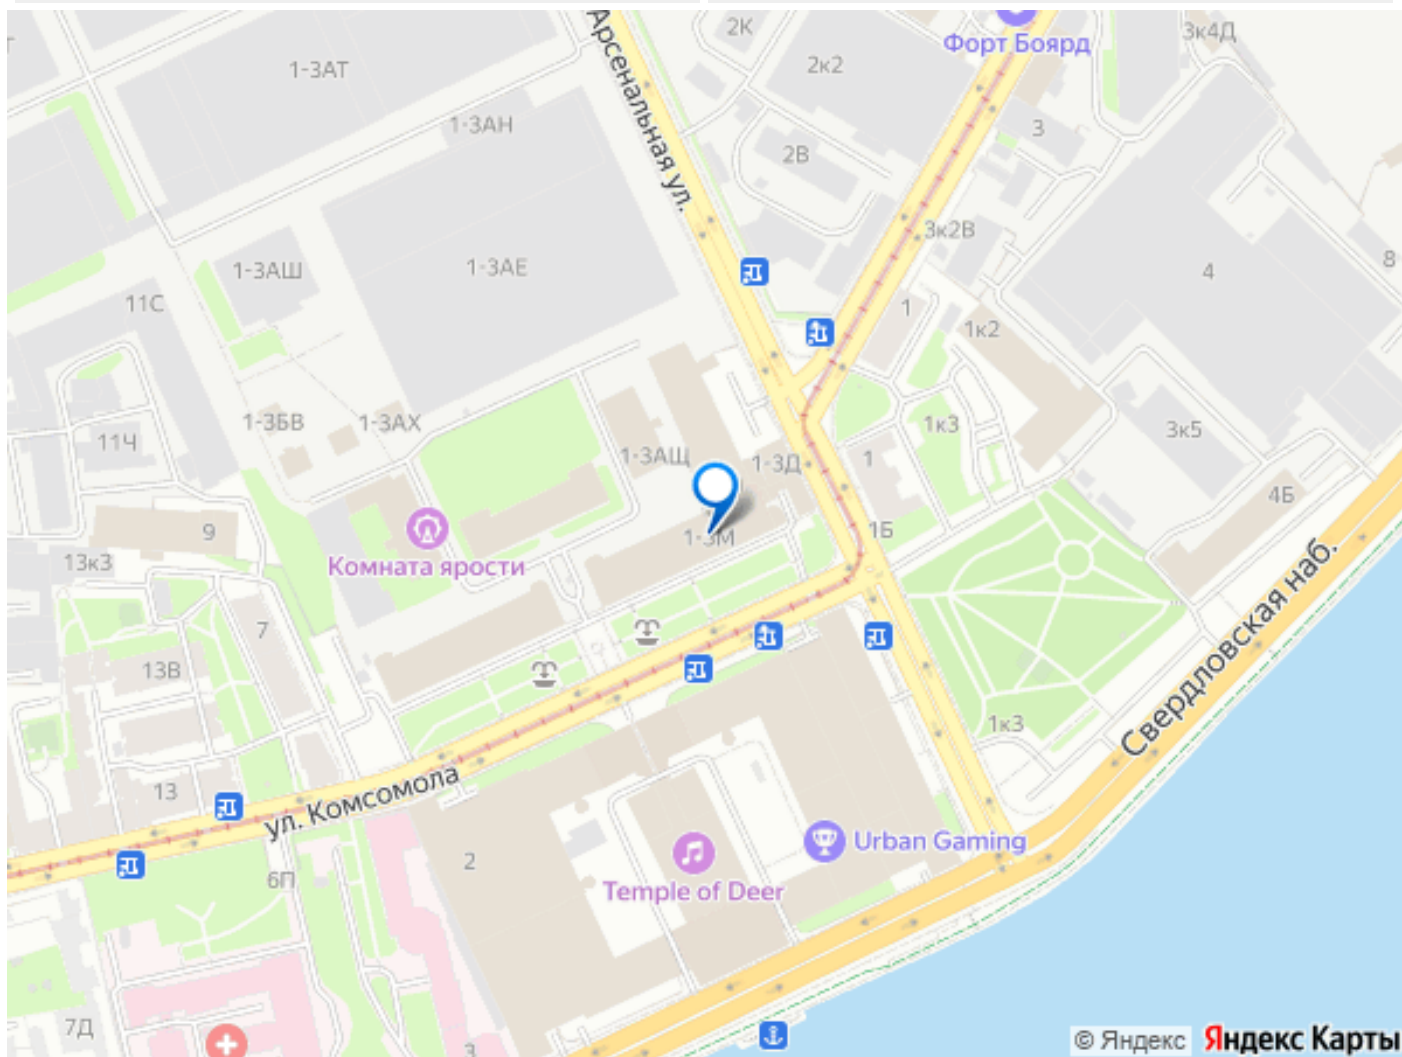 2К
3к4Д
Форт Боярд
Арсенальная ул.
1-3АТ
2к2
1-3АН
3
2В
3к2В
1-3АШ
1-3АЕ
4
8
11С
1
1к2
1-3БВ
1-3АХ
1к3
3к5
11Ч
1-3АЩ
1-3Д
1
4Б
9
1-3М
1Б
13к3
Комната ярости
Свердловская наб.
7
13В
1к3
13
ул. Комсомола
2
Urban Gaming
6П
Temple of Deer
7Д
3
© Яндекс Яндекс Карты